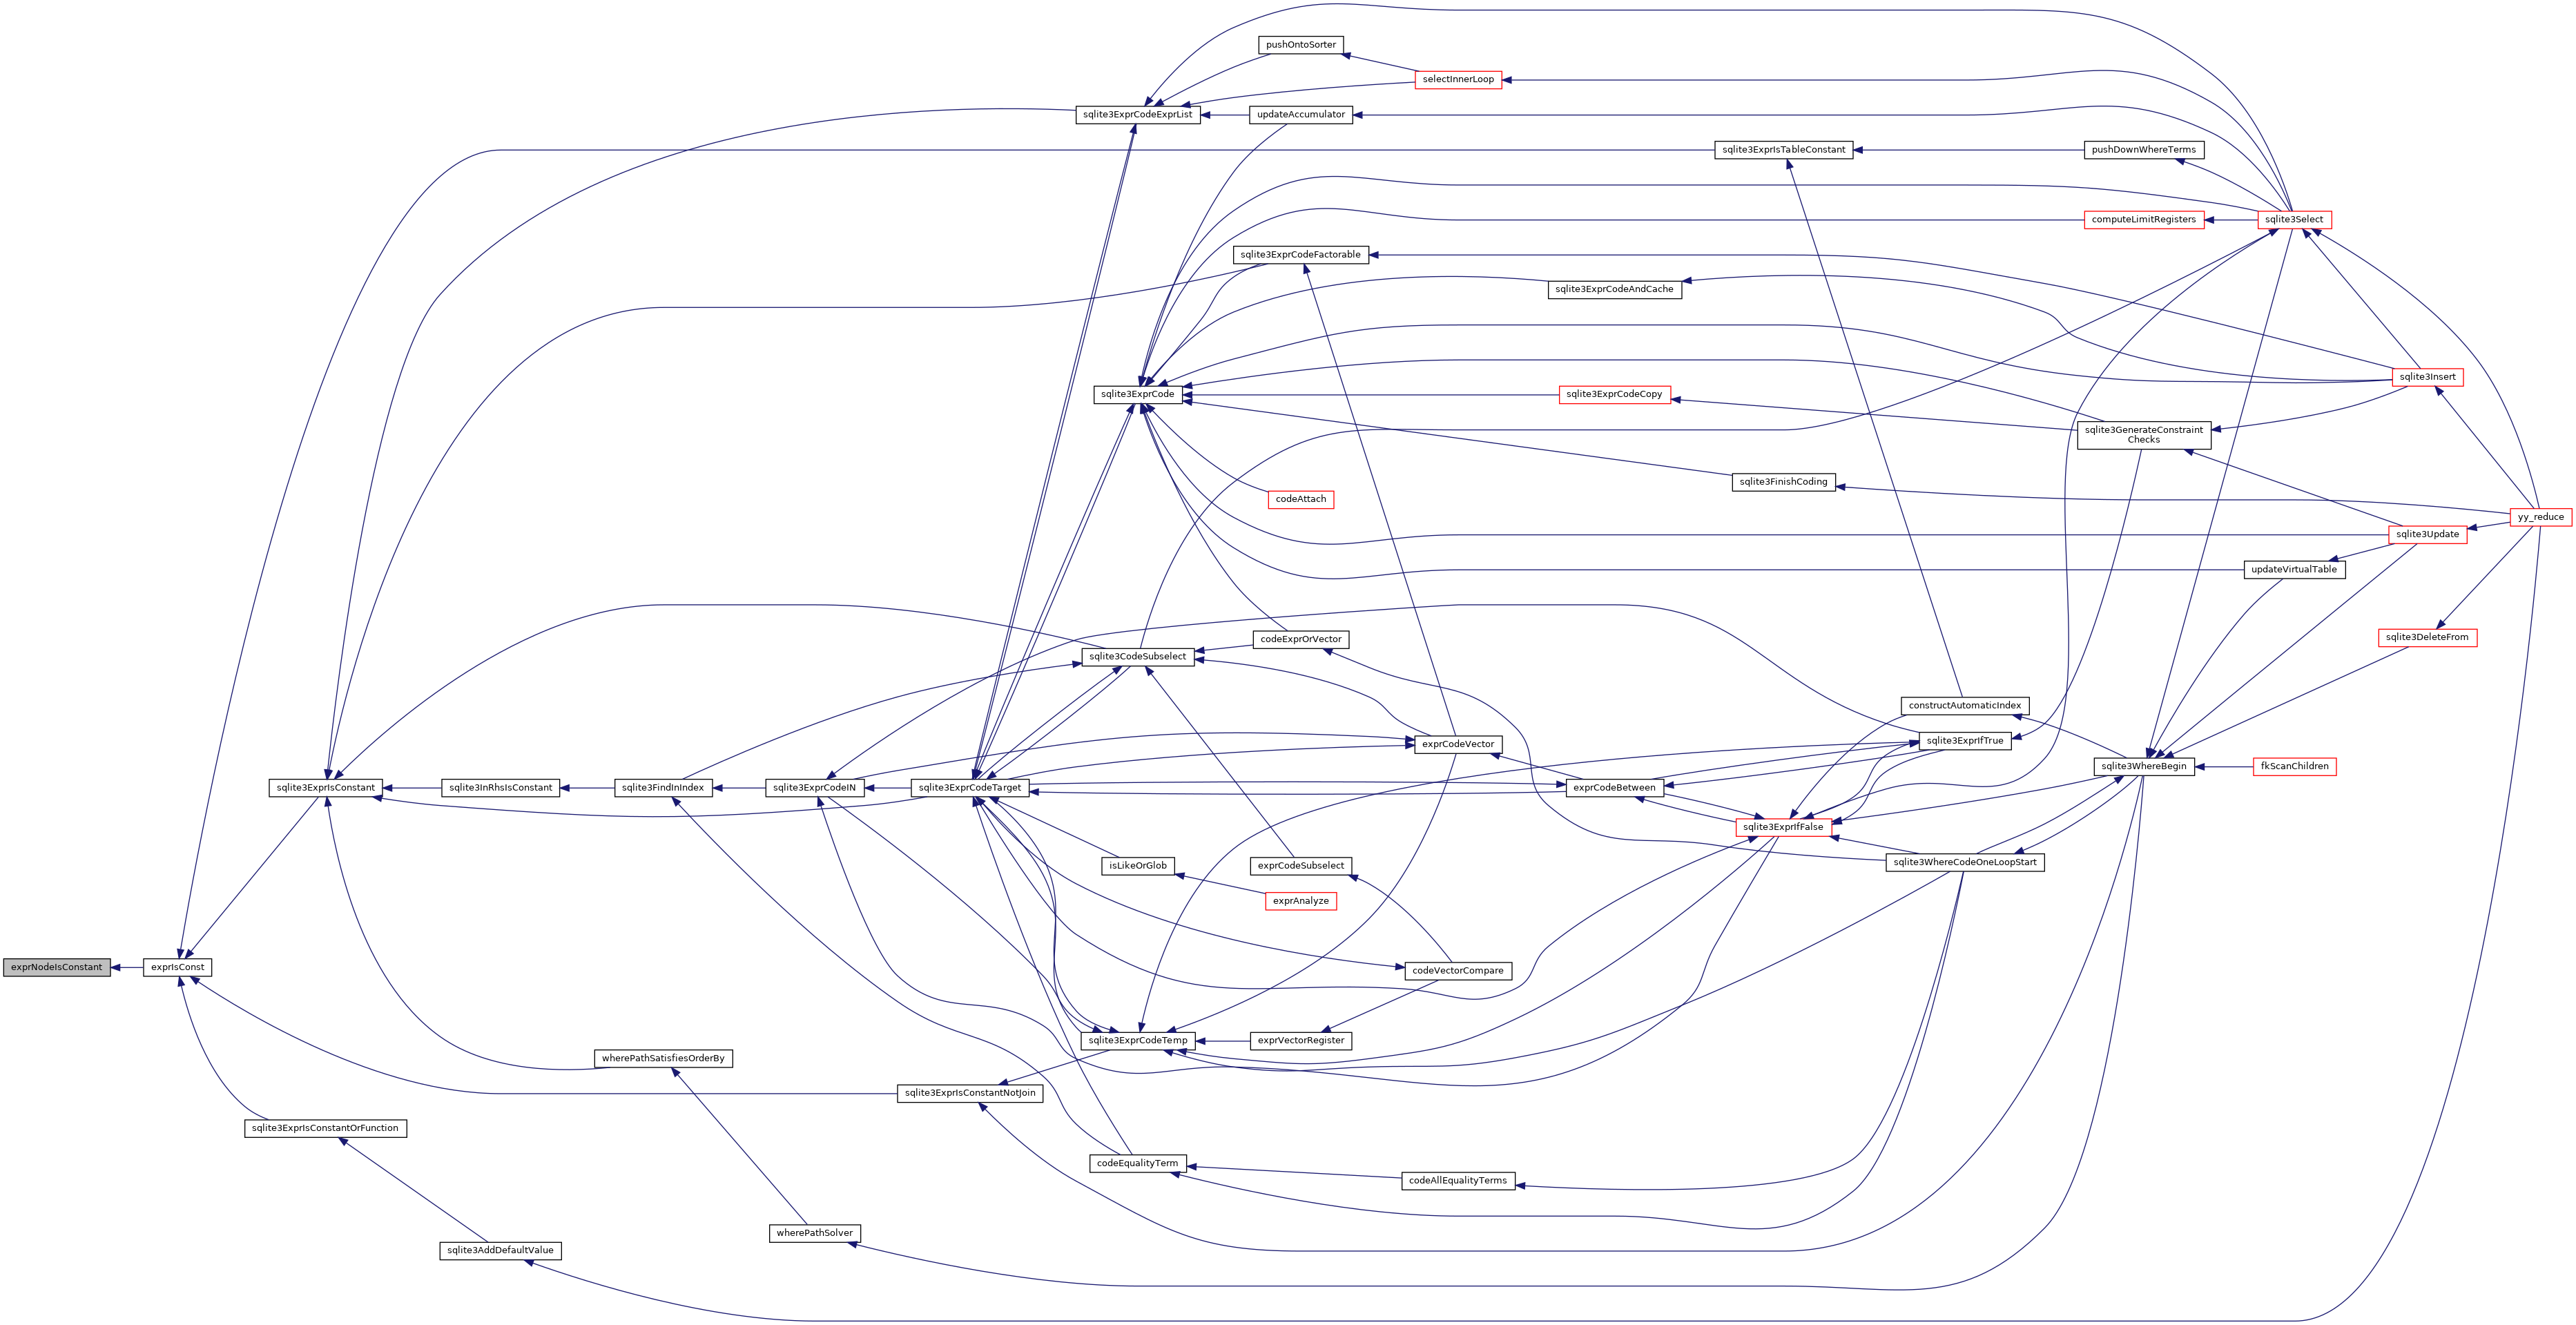 pushOntoSorter
selectInnerLoop
sqlite3ExprCodeExprList
updateAccumulator
sqlite3ExprIsTableConstant
pushDownWhereTerms
computeLimitRegisters
sqlite3Select
sqlite3ExprCodeFactorable
sqlite3ExprCodeAndCache
sqlite3Insert
sqlite3ExprCode
sqlite3ExprCodeCopy
sqlite3GenerateConstraint
Checks
sqlite3FinishCoding
codeAttach
yy_reduce
sqlite3Update
updateVirtualTable
codeExprOrVector
sqlite3DeleteFrom
sqlite3CodeSubselect
constructAutomaticIndex
exprCodeVector
sqlite3ExprIfTrue
sqlite3WhereBegin
fkScanChildren
sqlite3ExprIsConstant
sqlite3InRhsIsConstant
sqlite3FindInIndex
sqlite3ExprCodeIN
sqlite3ExprCodeTarget
exprCodeBetween
sqlite3ExprIfFalse
isLikeOrGlob
exprCodeSubselect
sqlite3WhereCodeOneLoopStart
exprAnalyze
exprNodeIsConstant
exprIsConst
codeVectorCompare
sqlite3ExprCodeTemp
exprVectorRegister
wherePathSatisfiesOrderBy
sqlite3ExprIsConstantNotJoin
sqlite3ExprIsConstantOrFunction
codeEqualityTerm
codeAllEqualityTerms
wherePathSolver
sqlite3AddDefaultValue